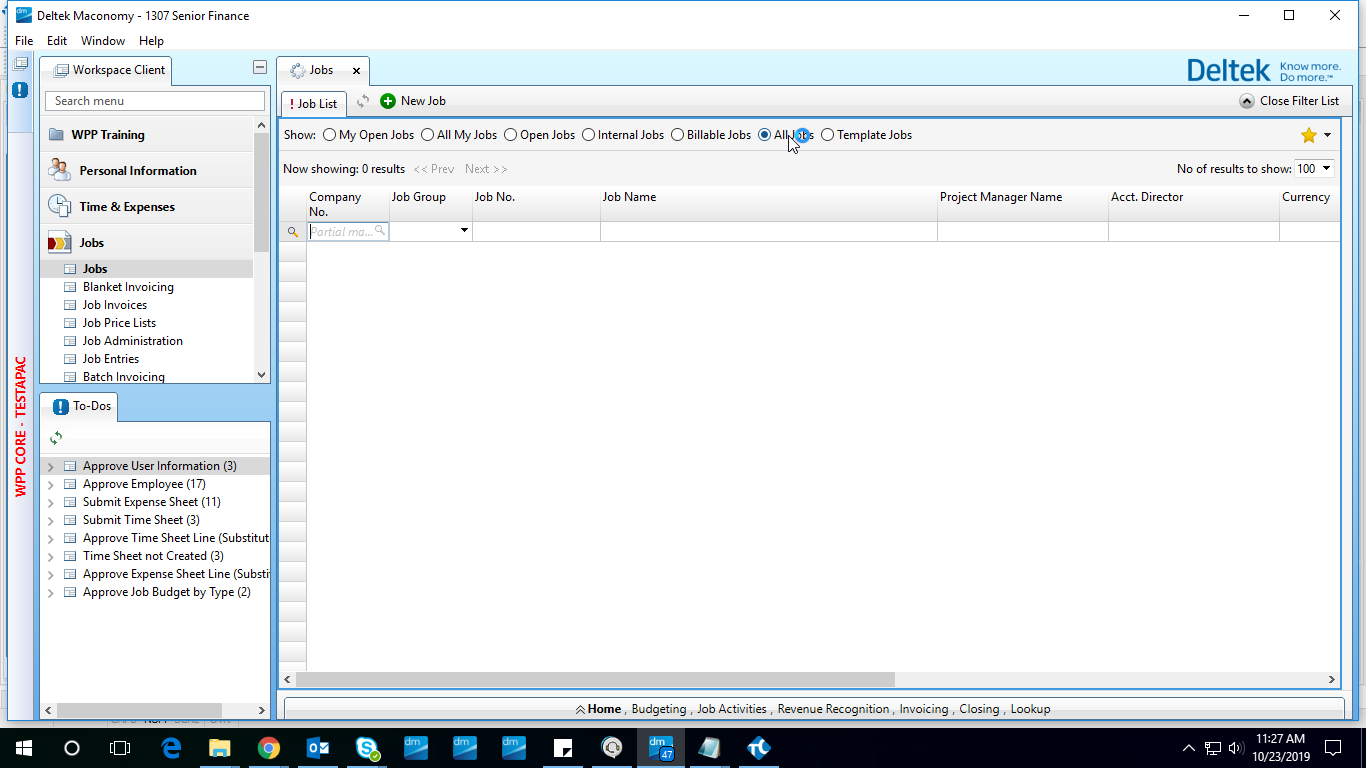 Deltek Maconomy - 1307 Senior Finance
File Edit Window Help
Workspace Client
Search menu
WPP Training
Personal Information
Time & Expenses
Jobs
Jobs
Blanket Invoicing
Job Invoices
Job Price Lists
Job Administration
Job Entries
Batch Invoicing
WPP CORE - TESTAPAC
To-Dos
Approve User Information (3)
Approve Employee (17)
Submit Expense Sheet (11)
Submit Time Sheet (3)
Approve Time Sheet Line (Substitut
Time Sheet not Created (3)
Approve Expense Sheet Line (Substi
Approve Job Budget by Type (2)
Jobs
Deltek Know more.
Do more.™
! Job List New Job Close Filter List
Show: My Open Jobs All My Jobs Open Jobs Internal Jobs Billable Jobs All Jobs Template Jobs
Now showing: 0 results << Prev Next >> No of results to show: 100
Company No. Job Group Job No. Job Name Project Manager Name Acct. Director Currency
Partial ma...
Home , Budgeting , Job Activities , Revenue Recognition , Invoicing , Closing , Lookup
dm dm dm dm 47
11:27 AM
10/23/2019